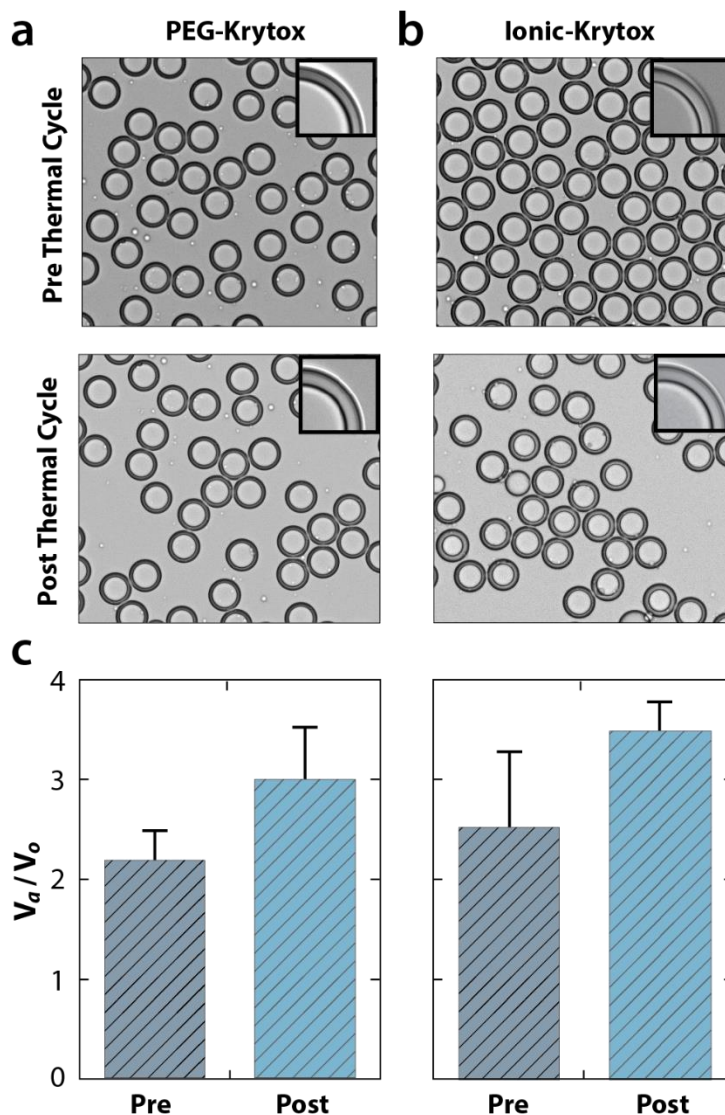 a
PEG-Krytox
b
Ionic-Krytox
Pre Thermal Cycle
Post Thermal Cycle
c
4
3
2
1
0
Va / Vo
Pre
Post
Pre
Post